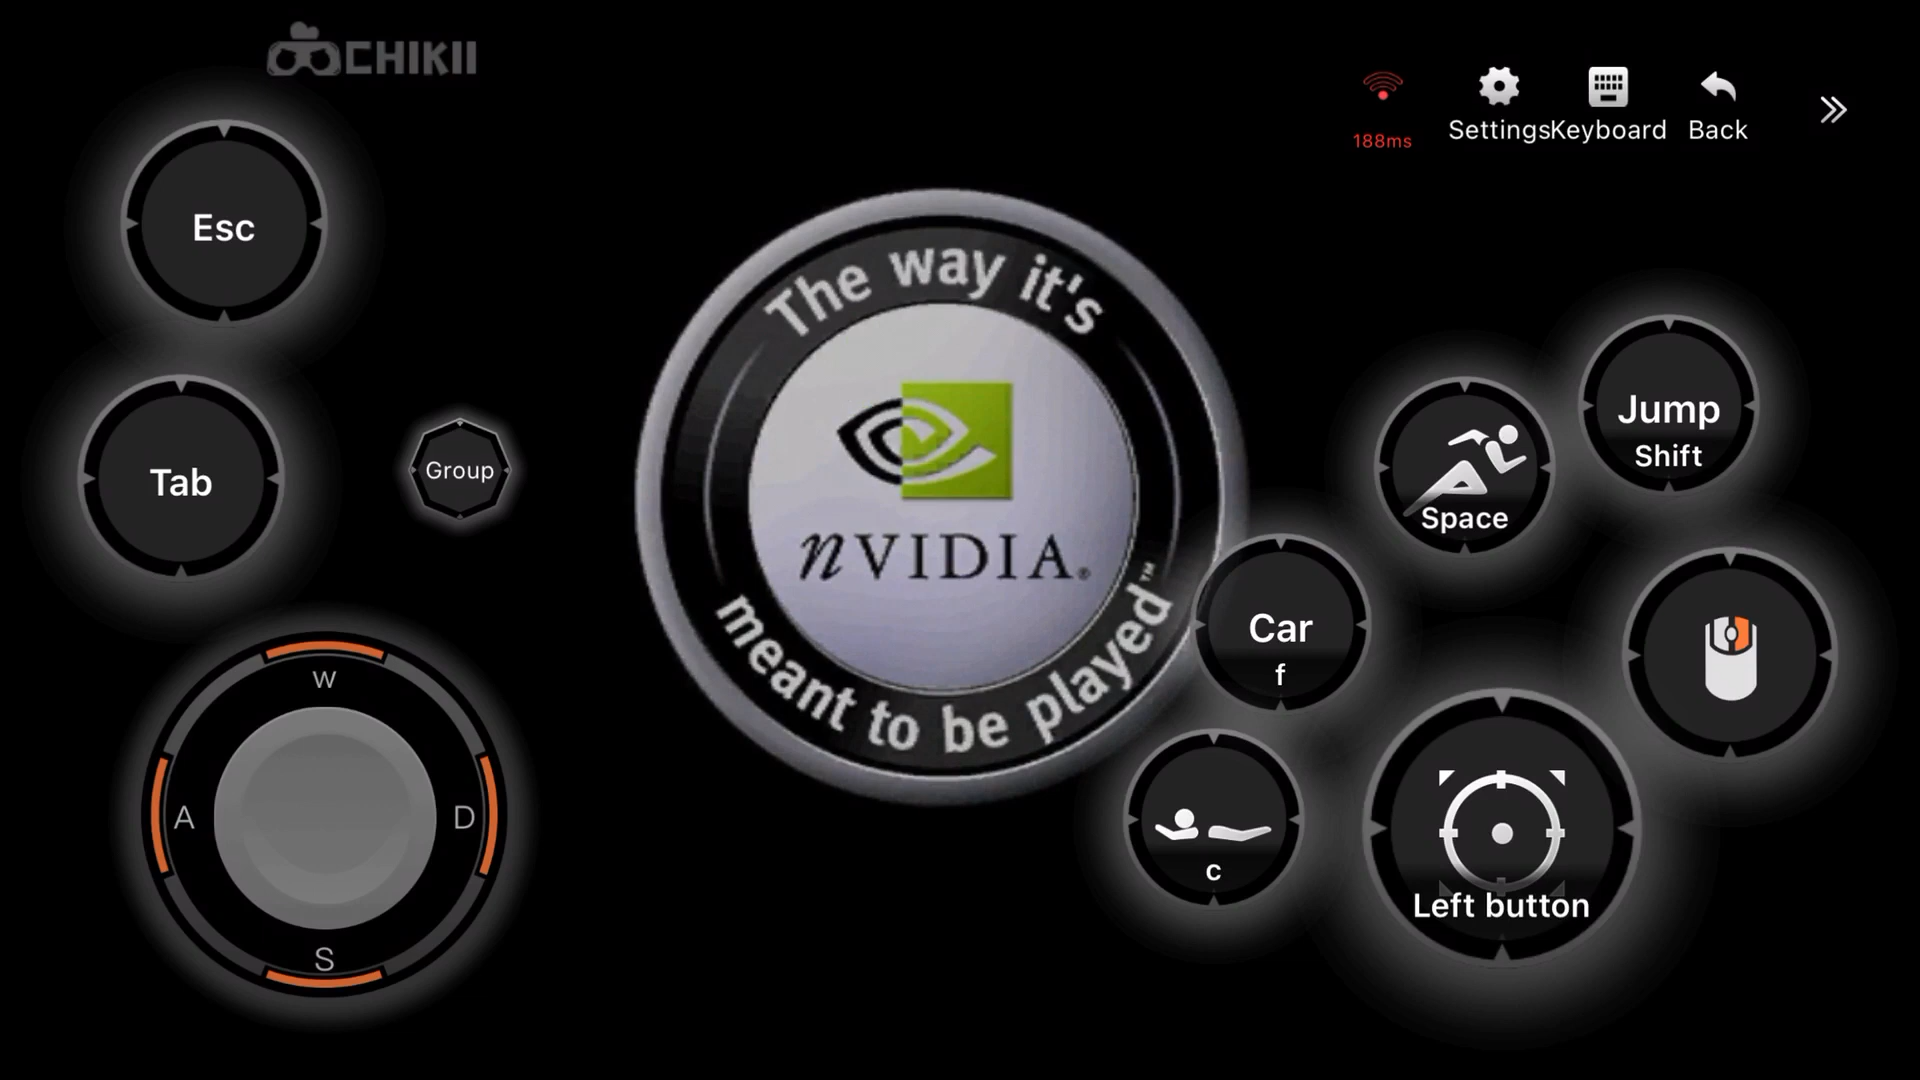 CHIKII
188ms
Settings
Keyboard
Back
Esc
Tab
Group
W
A
D
S
The way it's
nVIDIA®
meant to be played™
Jump
Shift
Space
Car
f
c
Left button